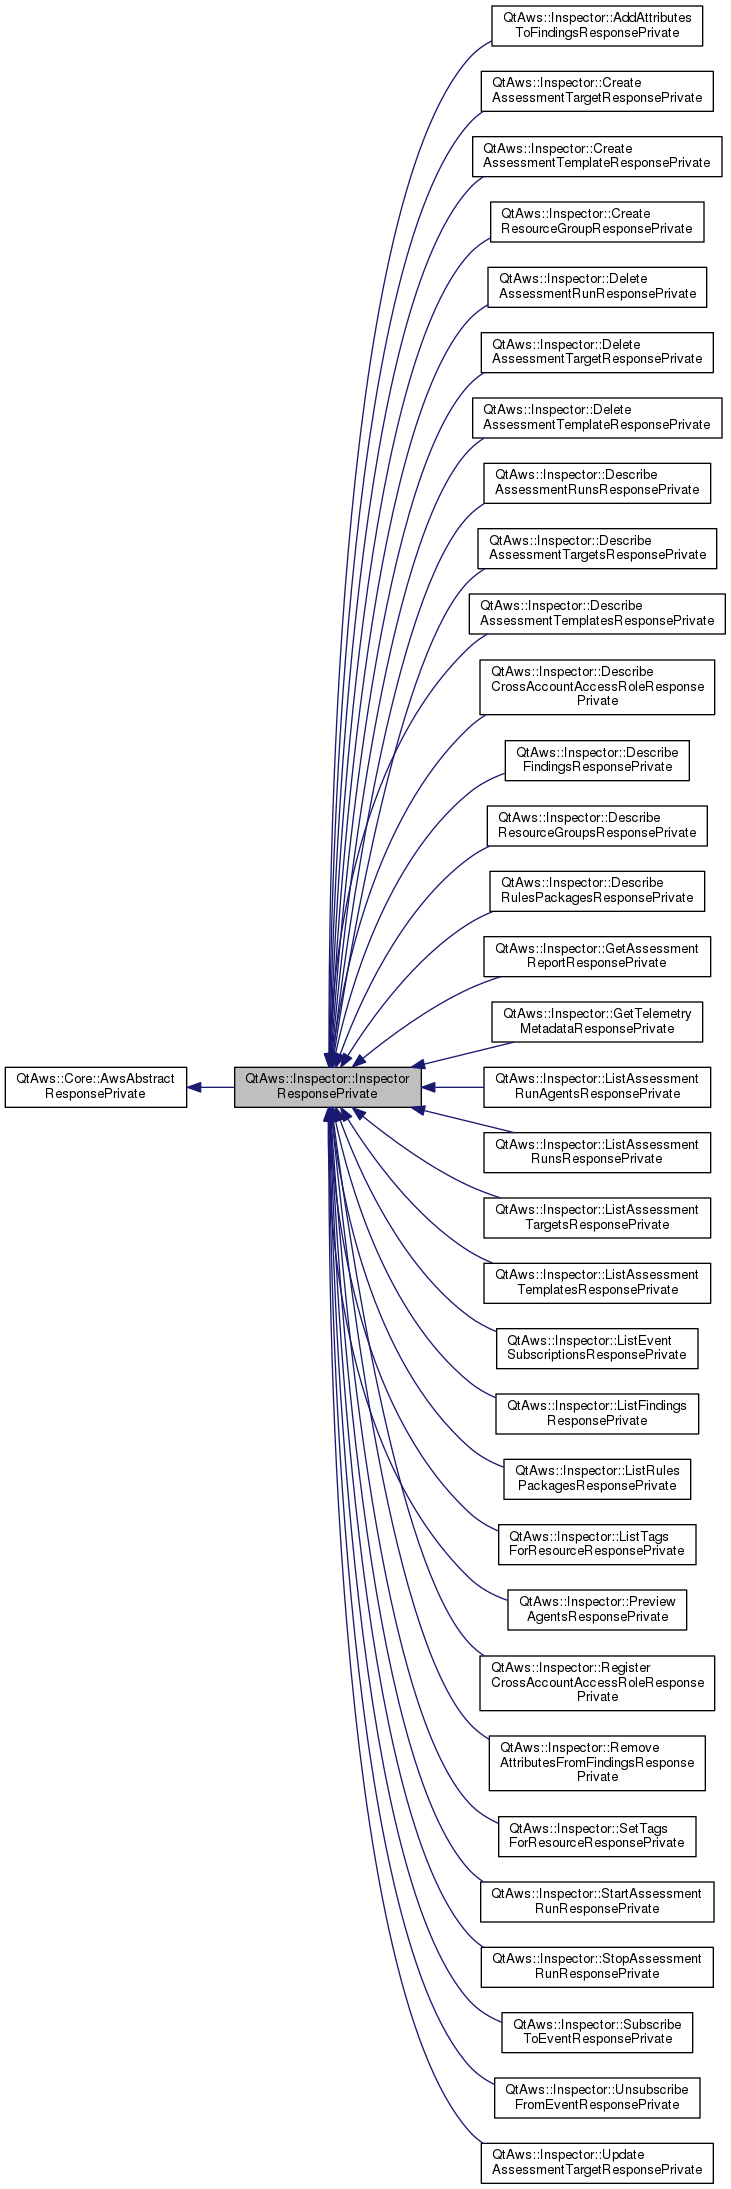 QtAws::Core::AwsAbstract
ResponsePrivate
QtAws::Inspector::Inspector
ResponsePrivate
QtAws::Inspector::AddAttributes
ToFindingsResponsePrivate
QtAws::Inspector::Create
AssessmentTargetResponsePrivate
QtAws::Inspector::Create
AssessmentTemplateResponsePrivate
QtAws::Inspector::Create
ResourceGroupResponsePrivate
QtAws::Inspector::Delete
AssessmentRunResponsePrivate
QtAws::Inspector::Delete
AssessmentTargetResponsePrivate
QtAws::Inspector::Delete
AssessmentTemplateResponsePrivate
QtAws::Inspector::Describe
AssessmentRunsResponsePrivate
QtAws::Inspector::Describe
AssessmentTargetsResponsePrivate
QtAws::Inspector::Describe
AssessmentTemplatesResponsePrivate
QtAws::Inspector::Describe
CrossAccountAccessRoleResponse
Private
QtAws::Inspector::Describe
FindingsResponsePrivate
QtAws::Inspector::Describe
ResourceGroupsResponsePrivate
QtAws::Inspector::Describe
RulesPackagesResponsePrivate
QtAws::Inspector::GetAssessment
ReportResponsePrivate
QtAws::Inspector::GetTelemetry
MetadataResponsePrivate
QtAws::Inspector::ListAssessment
RunAgentsResponsePrivate
QtAws::Inspector::ListAssessment
RunsResponsePrivate
QtAws::Inspector::ListAssessment
TargetsResponsePrivate
QtAws::Inspector::ListAssessment
TemplatesResponsePrivate
QtAws::Inspector::ListEvent
SubscriptionsResponsePrivate
QtAws::Inspector::ListFindings
ResponsePrivate
QtAws::Inspector::ListRules
PackagesResponsePrivate
QtAws::Inspector::ListTags
ForResourceResponsePrivate
QtAws::Inspector::Preview
AgentsResponsePrivate
QtAws::Inspector::Register
CrossAccountAccessRoleResponse
Private
QtAws::Inspector::Remove
AttributesFromFindingsResponse
Private
QtAws::Inspector::SetTags
ForResourceResponsePrivate
QtAws::Inspector::StartAssessment
RunResponsePrivate
QtAws::Inspector::StopAssessment
RunResponsePrivate
QtAws::Inspector::Subscribe
ToEventResponsePrivate
QtAws::Inspector::Unsubscribe
FromEventResponsePrivate
QtAws::Inspector::Update
AssessmentTargetResponsePrivate